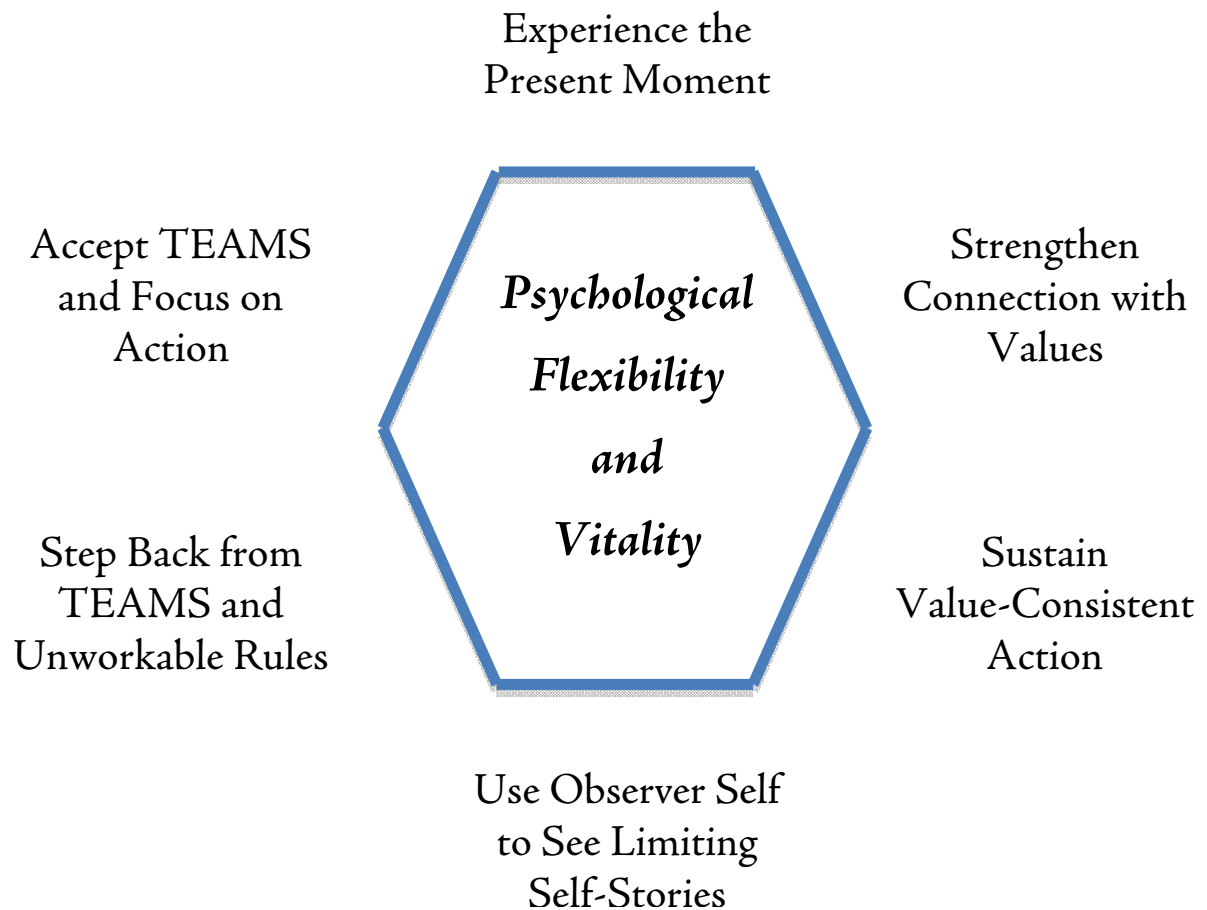 Experience the
Present Moment
Accept TEAMS
and Focus on
Action
Psychological
Flexibility
and
Vitality
Strengthen
Connection with
Values
Step Back from
TEAMS and
Unworkable Rules
Sustain
Value-Consistent
Action
Use Observer Self
to See Limiting
Self-Stories